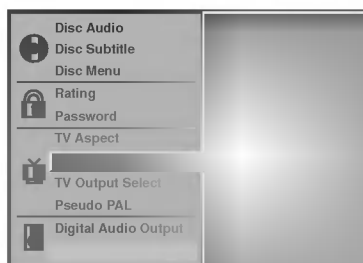 Disc Audio
Disc Subtitle
Disc Menu
Rating
Password
TV Aspect
TV Output Select
Pseudo PAL
Digital Audio Output